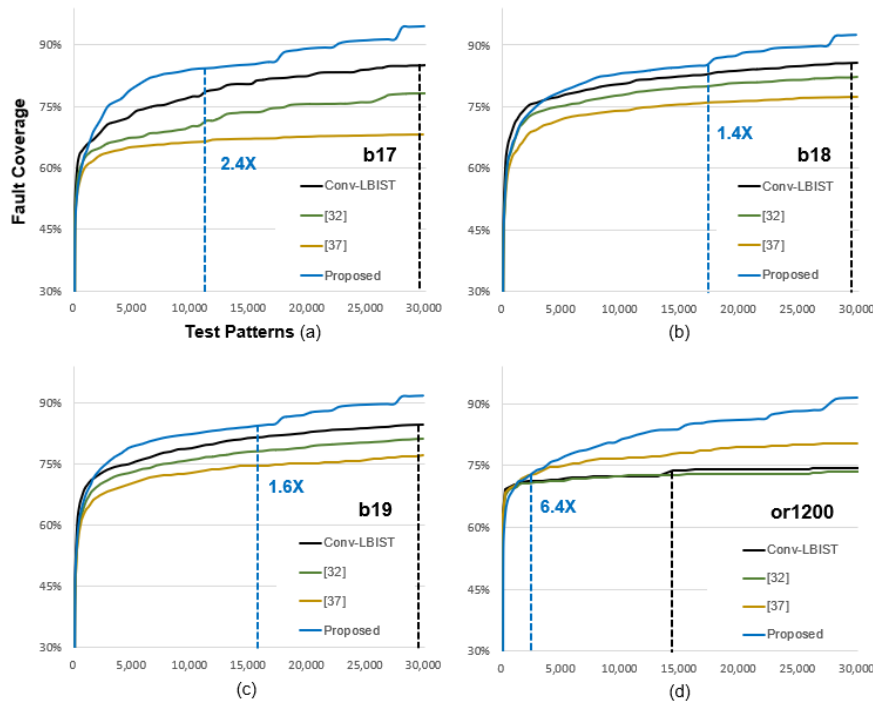 Fault Coverage
90%
75%
60%
45%
30%
2.4X
b17
Conv-LBIST
[32]
[37]
Proposed
0
5,000
10,000
15,000
20,000
25,000
30,000
Test Patterns (a)
90%
75%
60%
45%
30%
1.4X
b18
Conv-LBIST
[32]
[37]
Proposed
0
5,000
10,000
15,000
20,000
25,000
30,000
(b)
90%
75%
60%
45%
30%
1.6X
b19
Conv-LBIST
[32]
[37]
Proposed
0
5,000
10,000
15,000
20,000
25,000
30,000
(c)
90%
75%
60%
45%
30%
6.4X
or1200
Conv-LBIST
[32]
[37]
Proposed
0
5,000
10,000
15,000
20,000
25,000
30,000
(d)